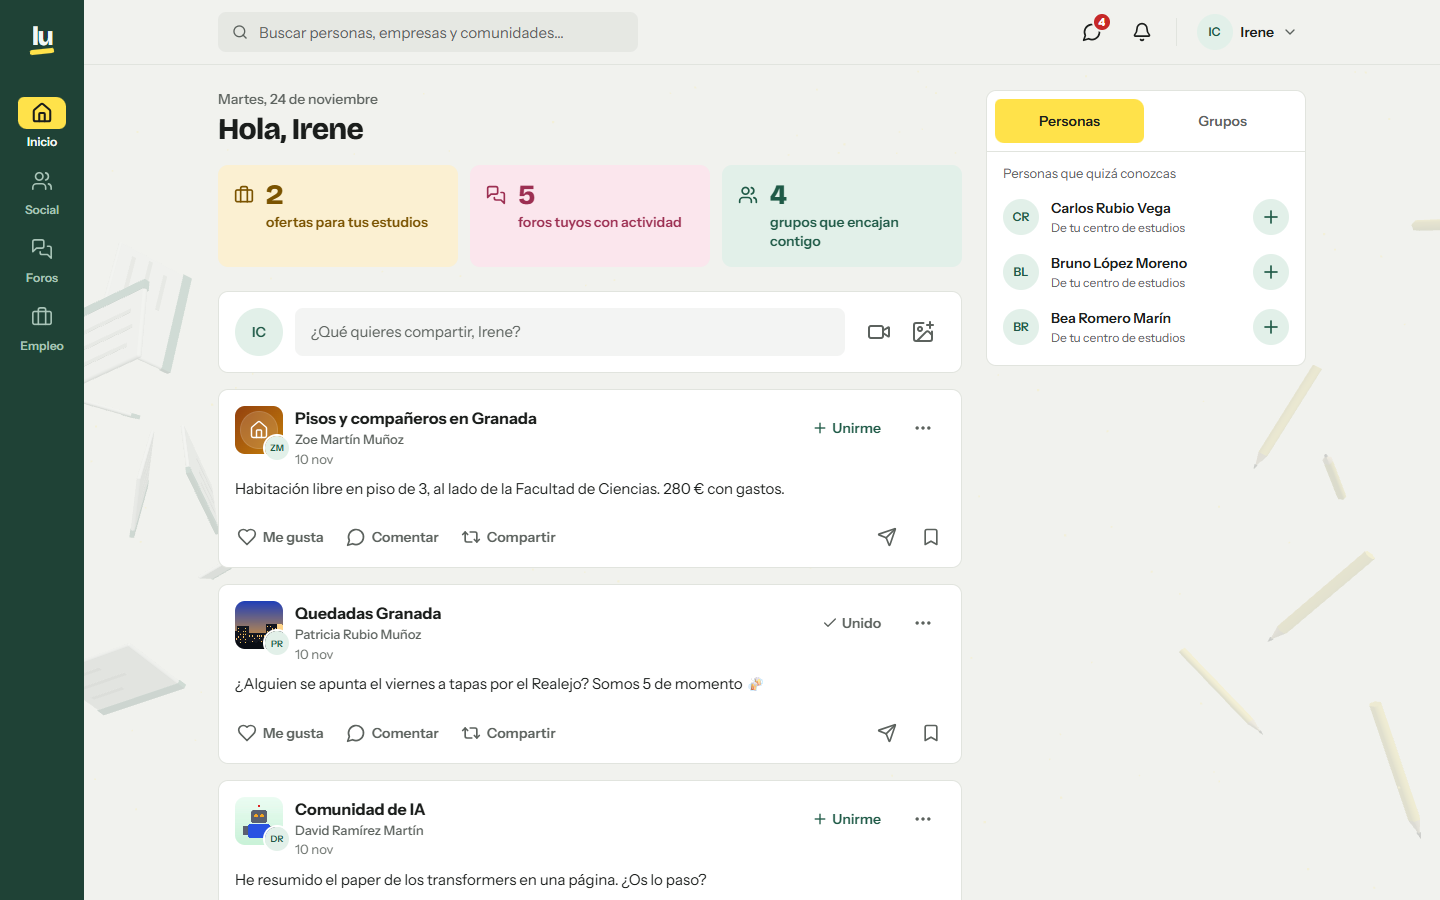 lu
Inicio
Social
Foros
Empleo
Buscar personas, empresas y comunidades...
4
IC
Irene
Martes, 24 de noviembre
Hola, Irene
2
ofertas para tus estudios
5
foros tuyos con actividad
4
grupos que encajan
contigo
IC
¿Qué quieres compartir, Irene?
Pisos y compañeros en Granada
ZM
Zoe Martín Muñoz
10 nov
+ Unirme
Habitación libre en piso de 3, al lado de la Facultad de Ciencias. 280 € con gastos.
Me gusta
Comentar
Compartir
Quedadas Granada
PR
Patricia Rubio Muñoz
10 nov
Unido
¿Alguien se apunta el viernes a tapas por el Realejo? Somos 5 de momento 🍻
Me gusta
Comentar
Compartir
Comunidad de IA
DR
David Ramírez Martín
10 nov
+ Unirme
He resumido el paper de los transformers en una página. ¿Os lo paso?
Personas
Grupos
Personas que quizá conozcas
CR
Carlos Rubio Vega
De tu centro de estudios
BL
Bruno López Moreno
De tu centro de estudios
BR
Bea Romero Marín
De tu centro de estudios